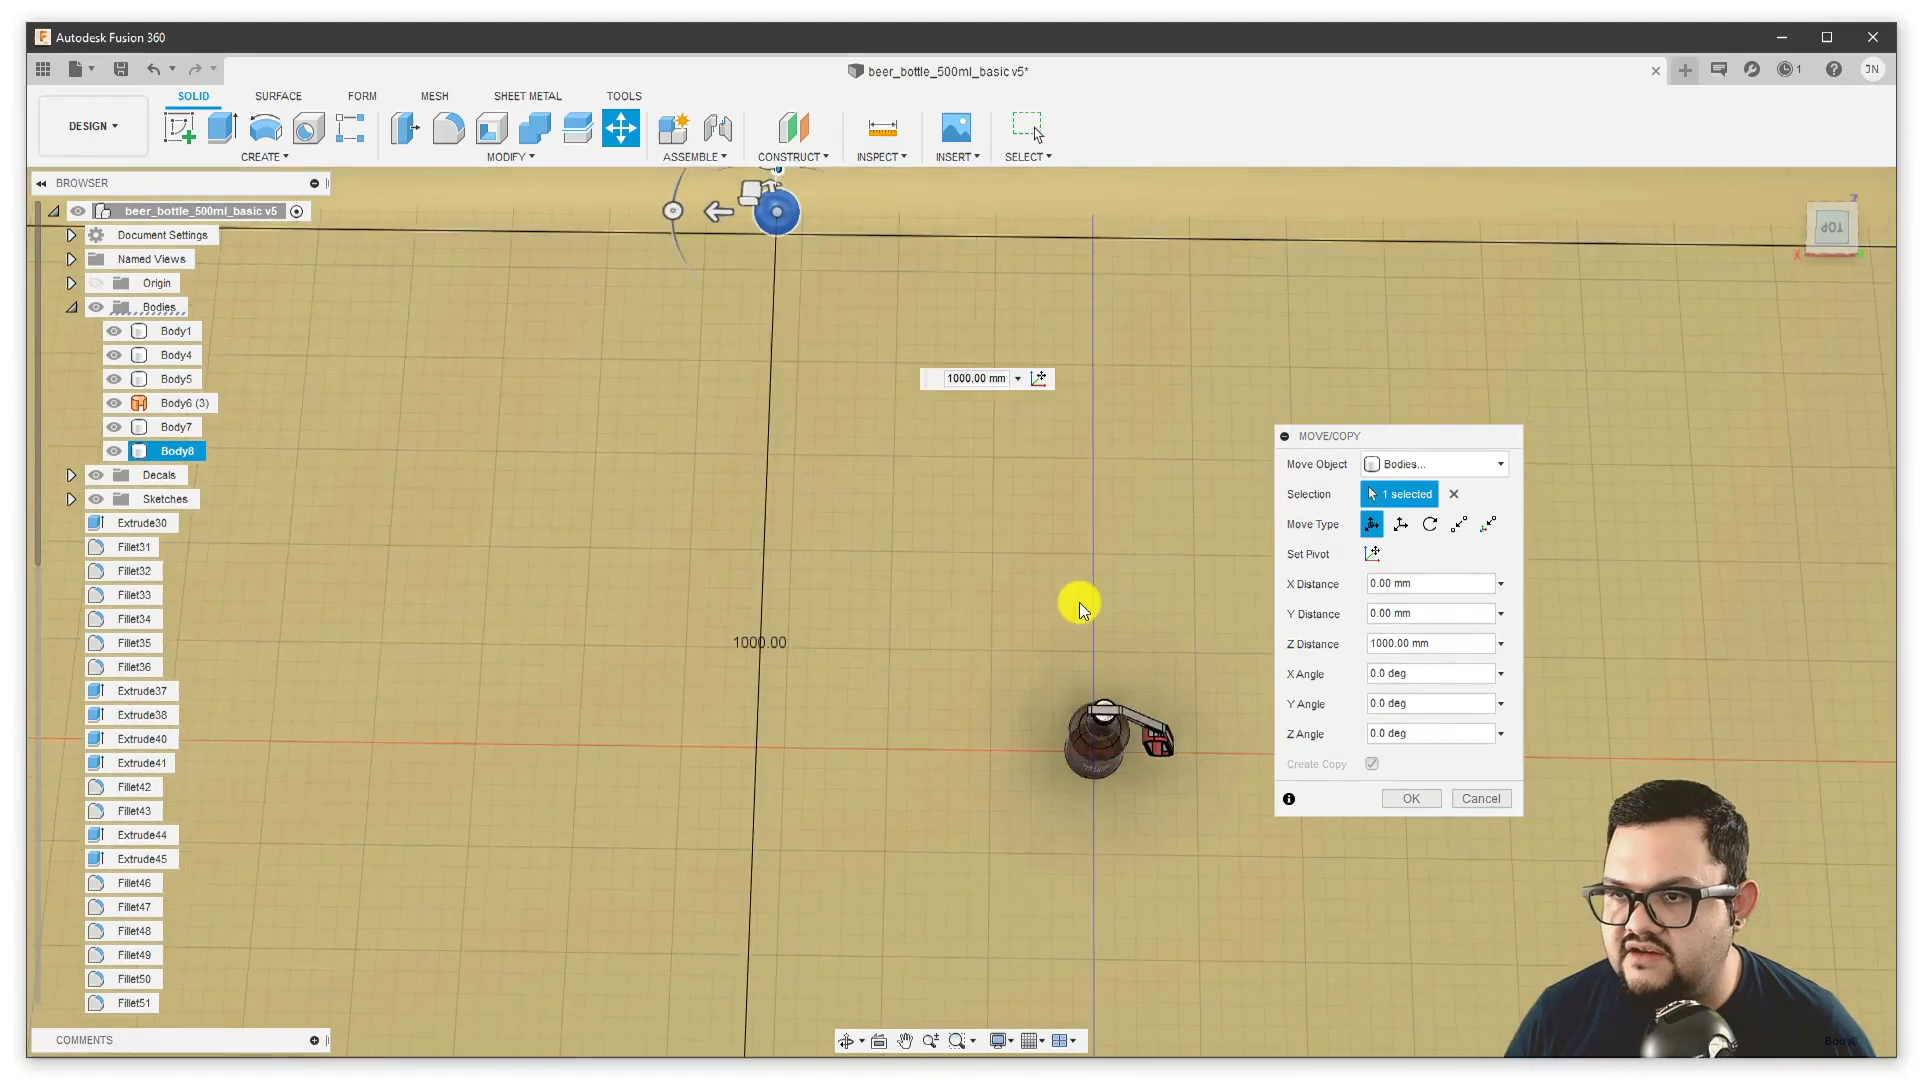 Autodesk Fusion 360
beer_bottle_500ml_basic v5*
1
JN
SOLID
SURFACE
FORM
MESH
SHEET METAL
TOOLS
DESIGN
CREATE
MODIFY
ASSEMBLE
CONSTRUCT
INSPECT
INSERT
SELECT
BROWSER
beer_bottle_500ml_basic v5
Document Settings
Named Views
Origin
Bodies
Body1
Body4
Body5
Body6 (3)
Body7
Body8
Decals
Sketches
Extrude30
Fillet31
Fillet32
Fillet33
Fillet34
Fillet35
Fillet36
Extrude37
Extrude38
Extrude40
Extrude41
Fillet42
Fillet43
Extrude44
Extrude45
Fillet46
Fillet47
Fillet48
Fillet49
Fillet50
Fillet51
COMMENTS
1000.00 mm
1000.00
Z
TOP
X
MOVE/COPY
Move Object
Bodies...
Selection
1 selected
Move Type
Set Pivot
X Distance
0.00 mm
Y Distance
0.00 mm
Z Distance
1000.00 mm
X Angle
0.0 deg
Y Angle
0.0 deg
Z Angle
0.0 deg
Create Copy
OK
Cancel